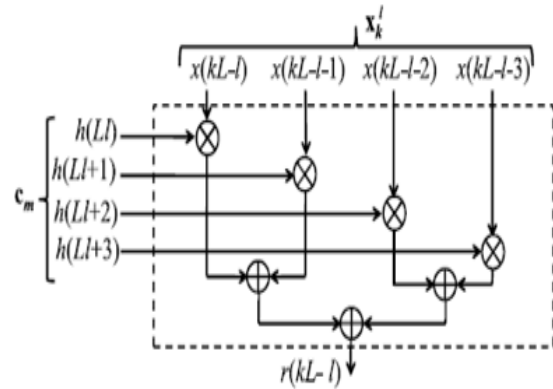 x_k^l
x(kL-l) x(kL-l-1) x(kL-l-2) x(kL-l-3)
h(Ll)
h(Ll+1)
c_m
h(Ll+2)
h(Ll+3)
r(kL- l)